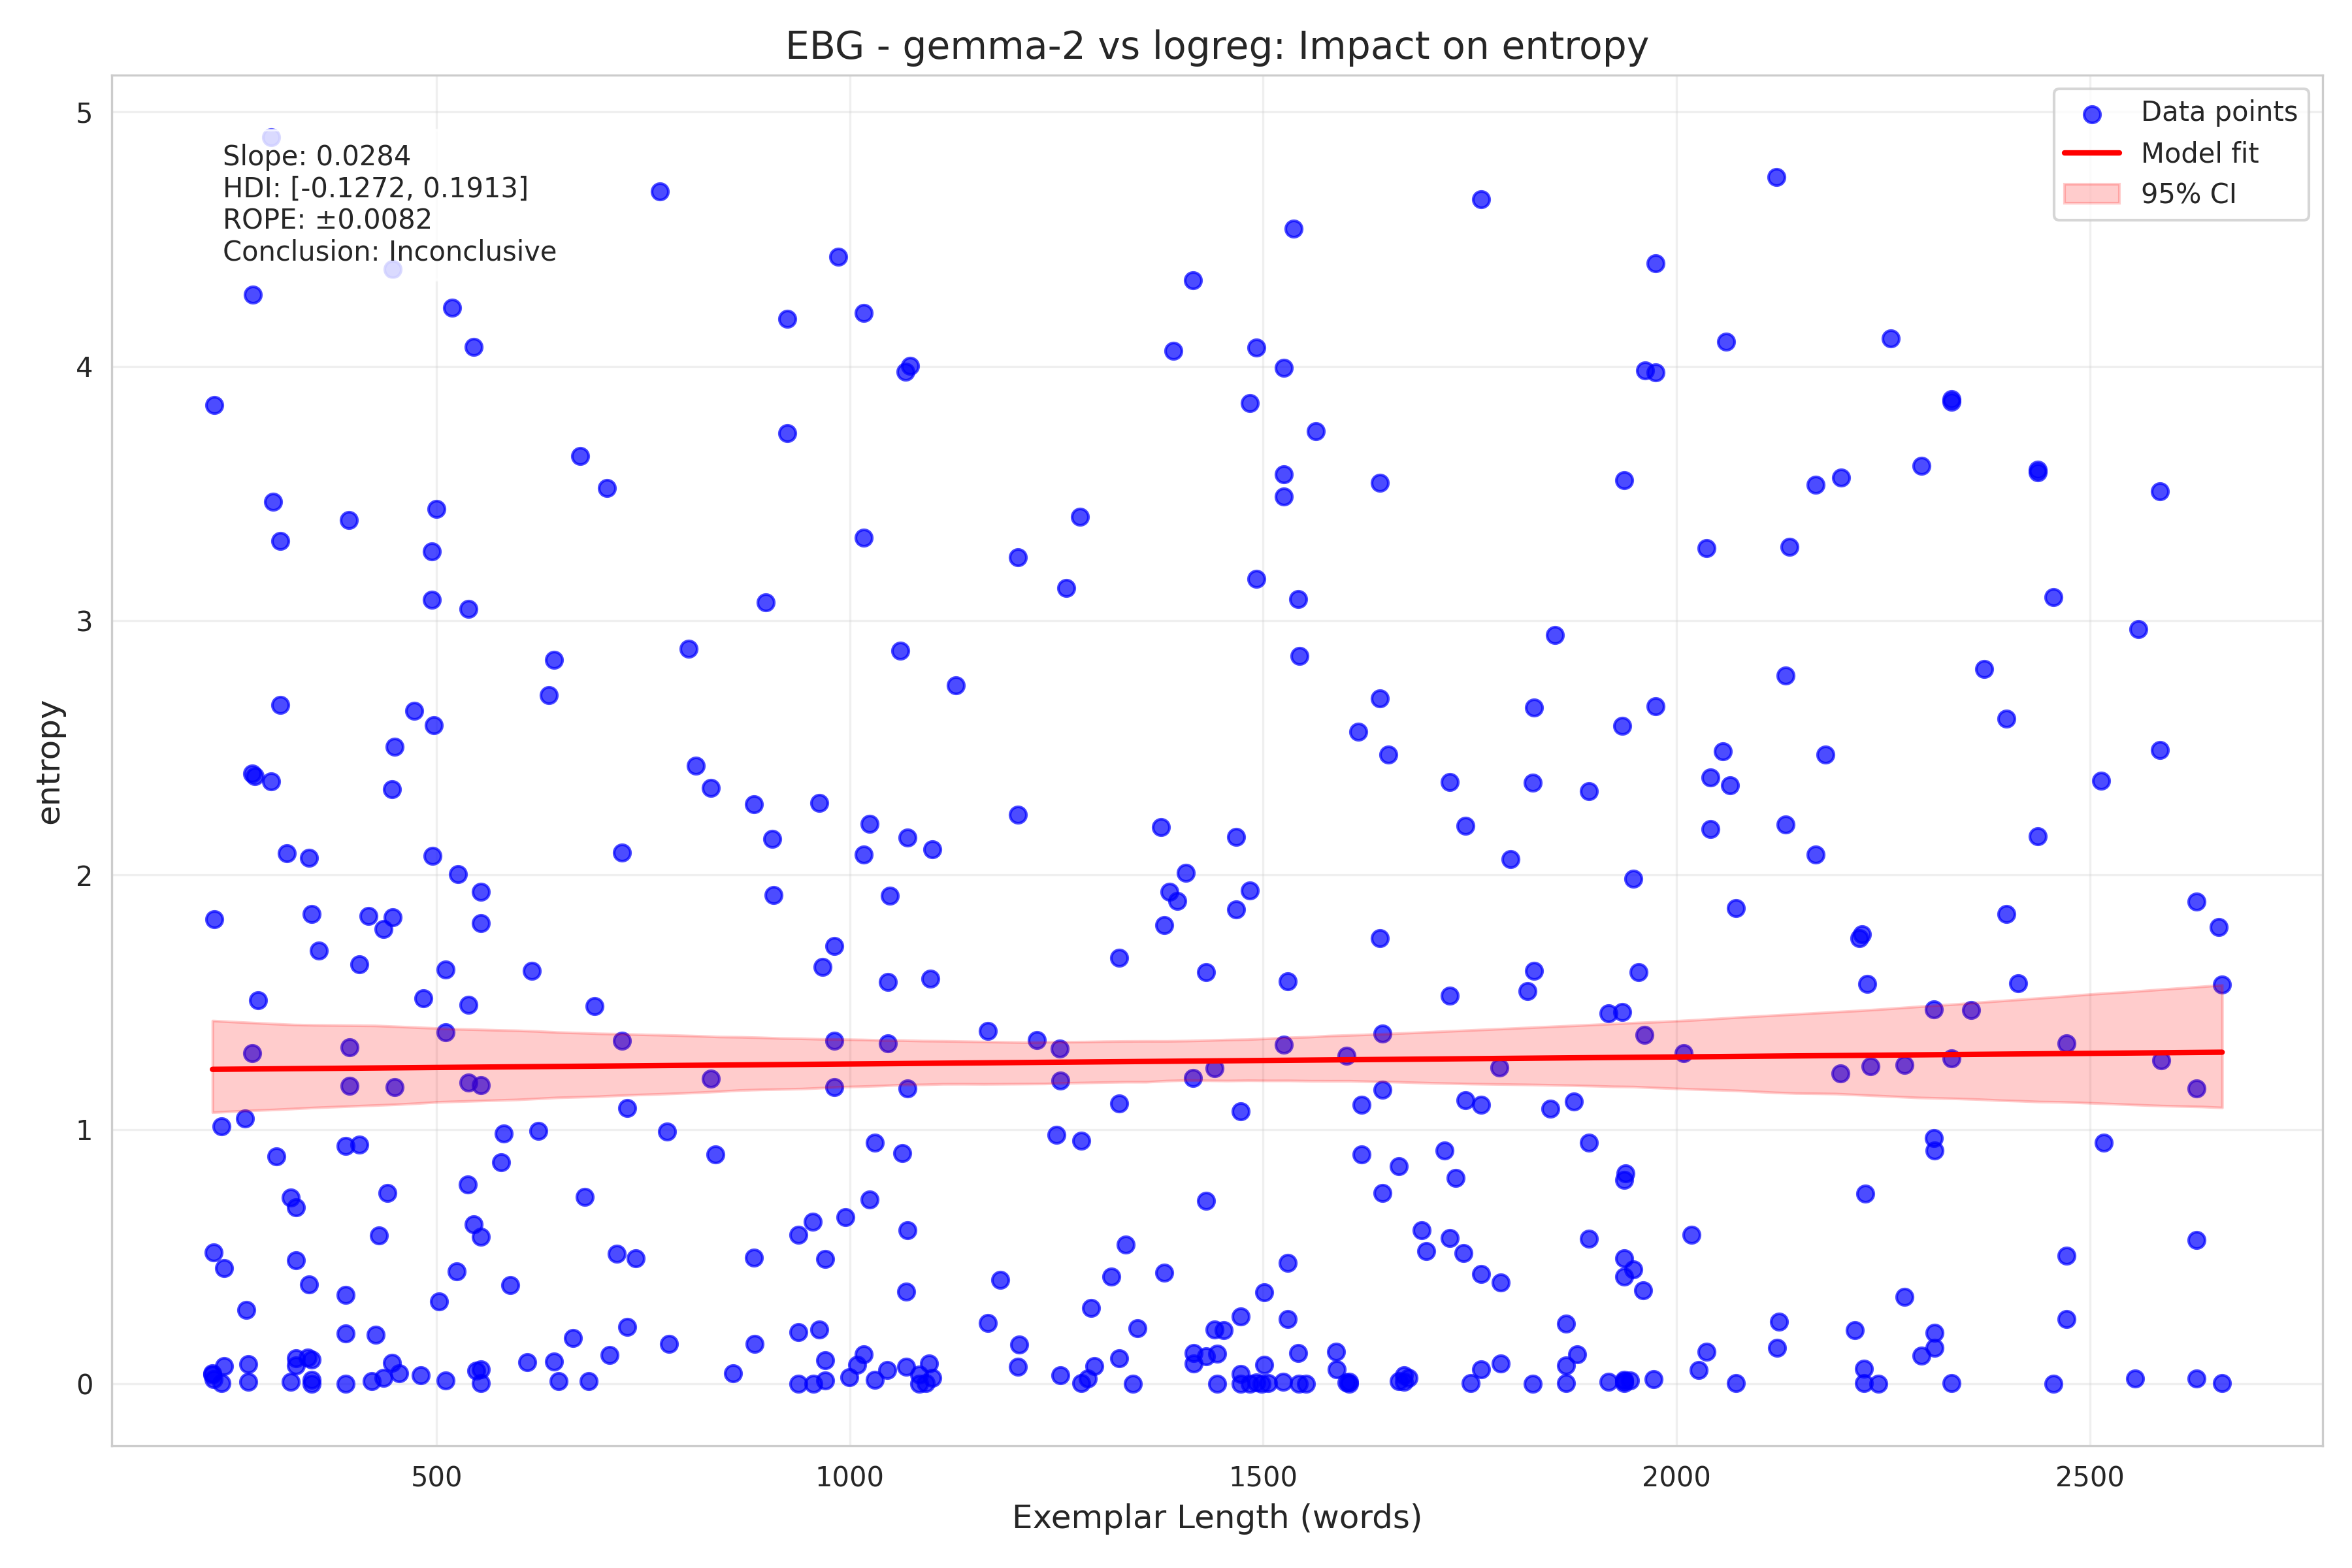 EBG - gemma-2 vs logreg: Impact on entropy
Data points
Model fit
95% CI
Slope: 0.0284
HDI: [-0.1272, 0.1913]
ROPE: ±0.0082
Conclusion: Inconclusive
entropy
5
4
3
2
1
0
500 1000 1500 2000 2500
Exemplar Length (words)